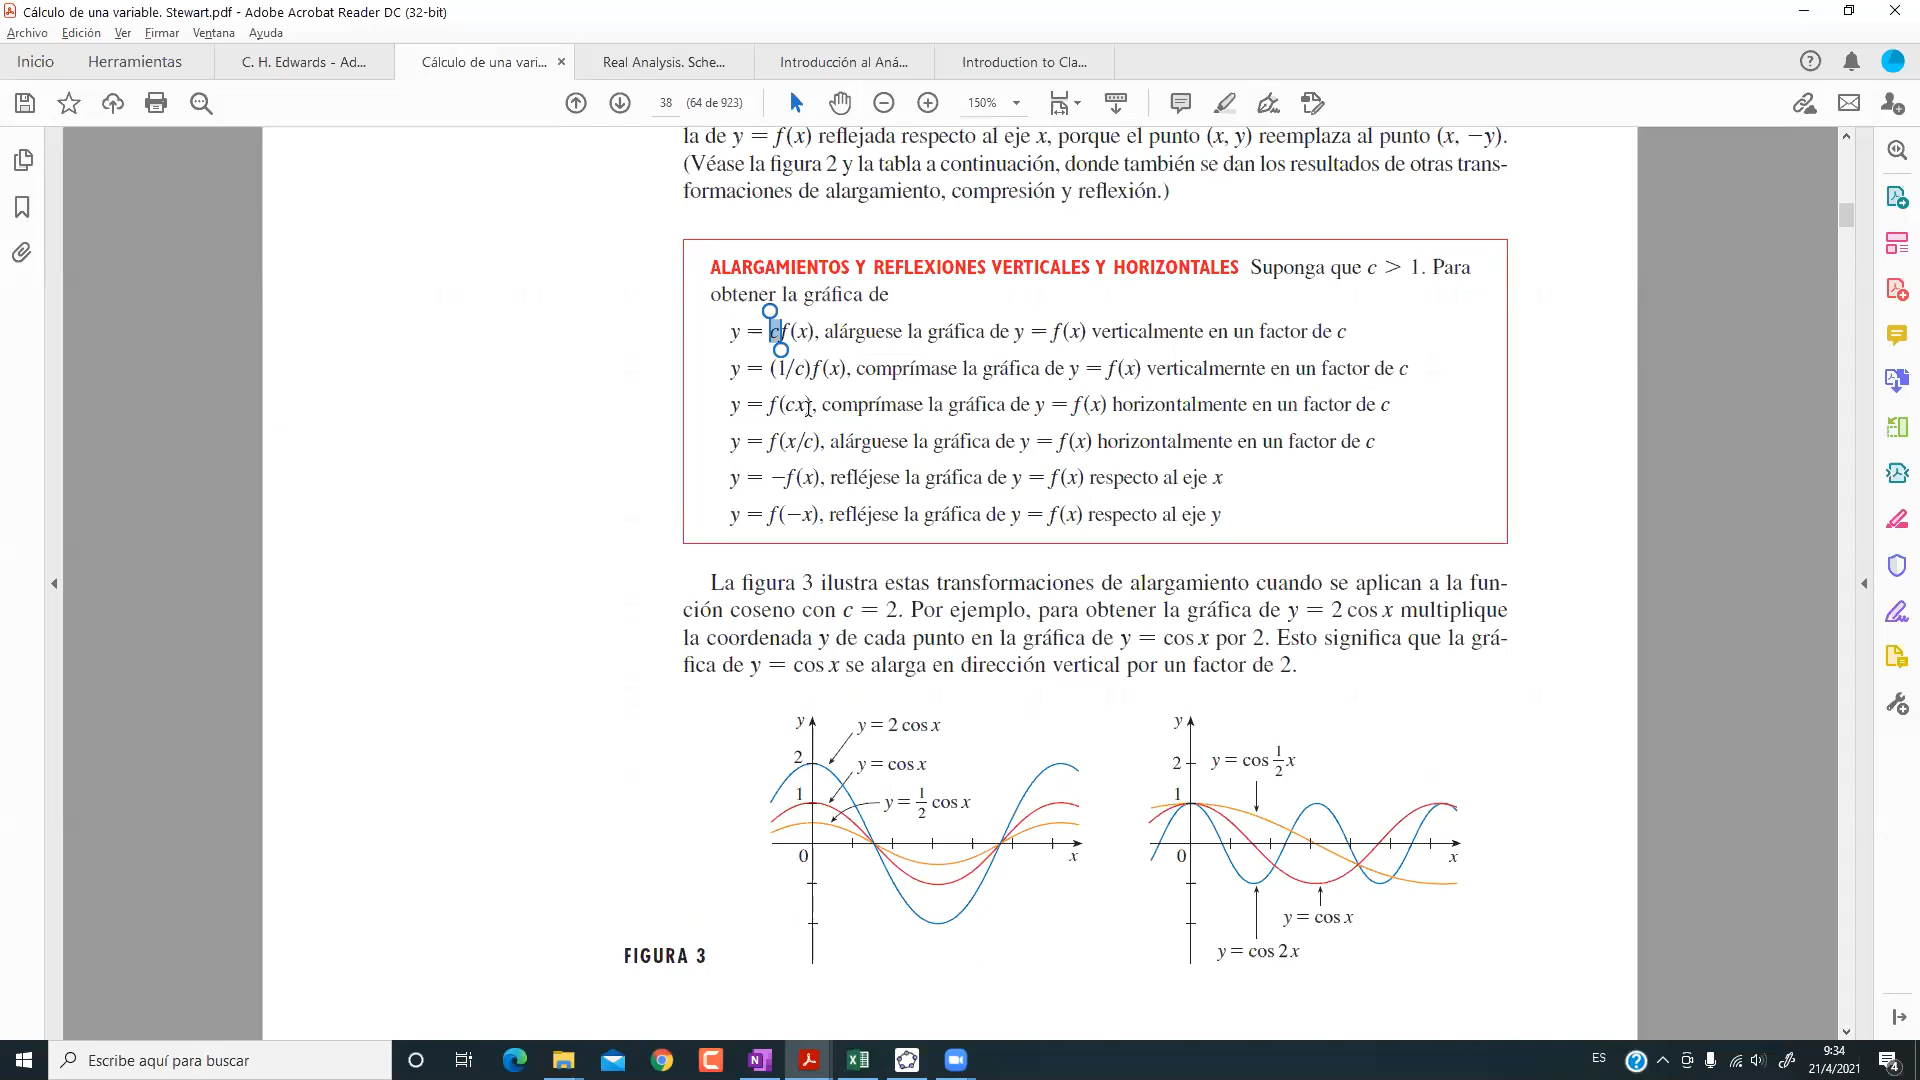 Cálculo de una variable. Stewart.pdf - Adobe Acrobat Reader DC (32-bit)
Archivo Edición Ver Firmar Ventana Ayuda
Inicio Herramientas C. H. Edwards - Ad... Cálculo de una vari... × Real Analysis. Sche... Introducción al Aná... Introduction to Cla...
38 (64 de 923) 150%
la de y = f(x) reflejada respecto al eje x, porque el punto (x, y) reemplaza al punto (x, −y).
(Véase la figura 2 y la tabla a continuación, donde también se dan los resultados de otras trans-
formaciones de alargamiento, compresión y reflexión.)
ALARGAMIENTOS Y REFLEXIONES VERTICALES Y HORIZONTALES Suponga que c > 1. Para
obtener la gráfica de
y = cf(x), alárguese la gráfica de y = f(x) verticalmente en un factor de c
y = (1/c)f(x), comprímase la gráfica de y = f(x) verticalmernte en un factor de c
y = f(cx), comprímase la gráfica de y = f(x) horizontalmente en un factor de c
y = f(x/c), alárguese la gráfica de y = f(x) horizontalmente en un factor de c
y = −f(x), refléjese la gráfica de y = f(x) respecto al eje x
y = f(−x), refléjese la gráfica de y = f(x) respecto al eje y
La figura 3 ilustra estas transformaciones de alargamiento cuando se aplican a la fun-
ción coseno con c = 2. Por ejemplo, para obtener la gráfica de y = 2 cos x multiplique
la coordenada y de cada punto en la gráfica de y = cos x por 2. Esto significa que la grá-
fica de y = cos x se alarga en dirección vertical por un factor de 2.
y
y = 2 cos x
2
y = cos x
1
y = 1/2 cos x
0
x
y
2
y = cos 1/2 x
1
0
x
y = cos x
y = cos 2x
FIGURA 3
Escribe aquí para buscar
ES
9:34
21/4/2021
4